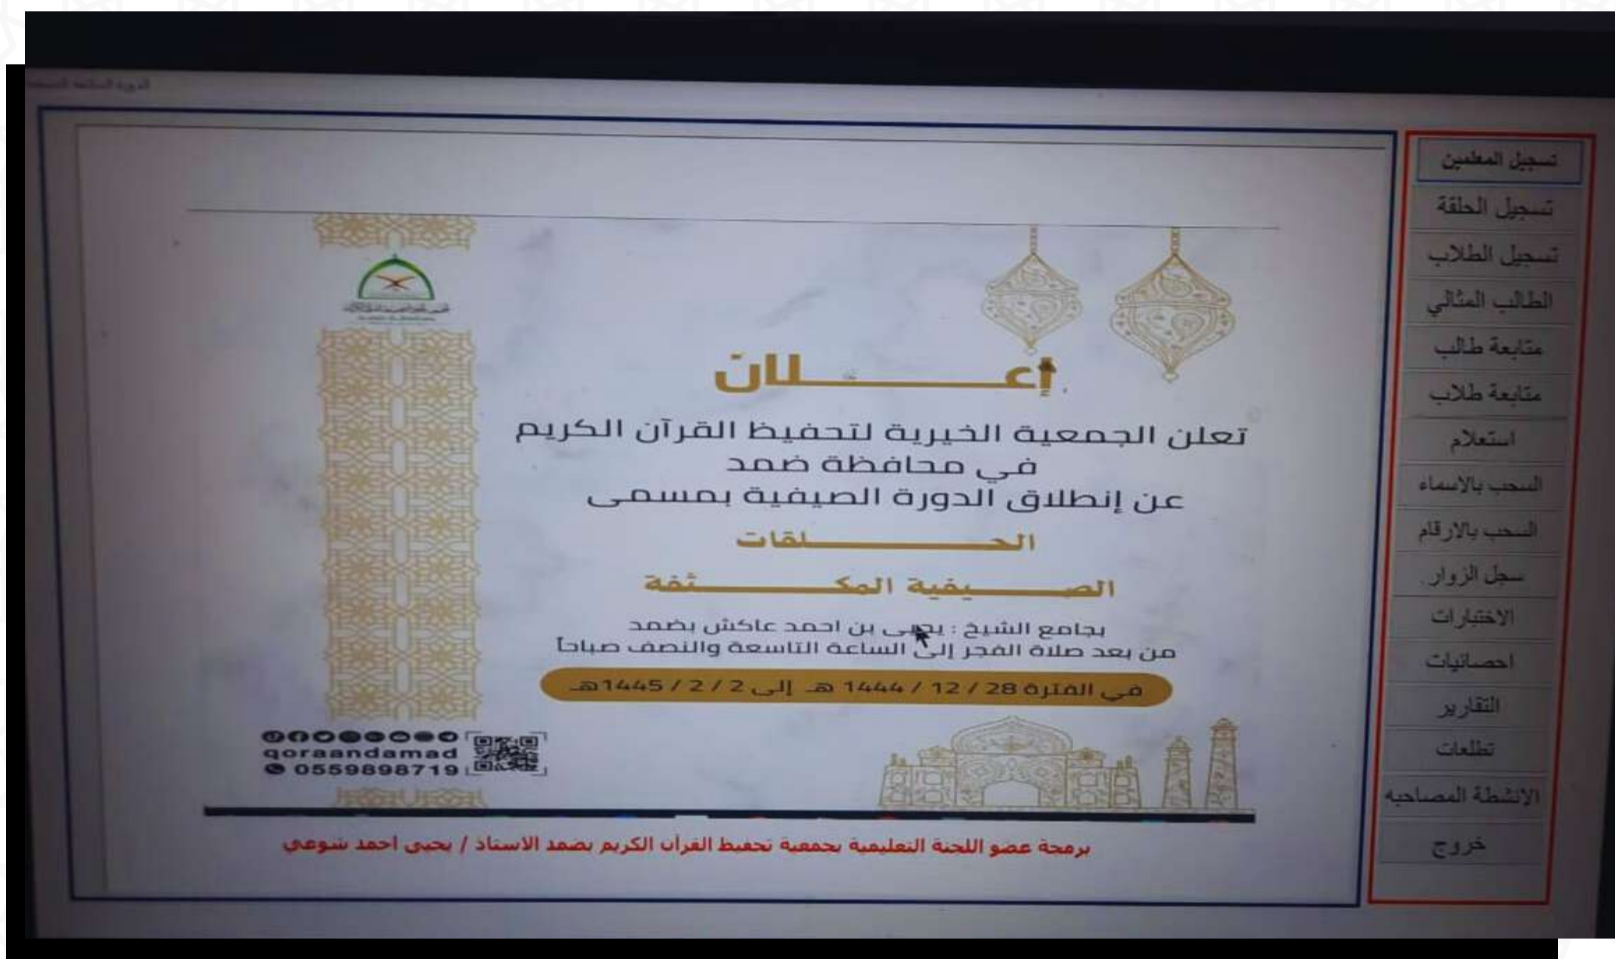 إعلان
تعلن الجمعية الخيرية لتحفيظ القرآن الكريم
في محافظة ضمد
عن إنطلاق الدورة الصيفية بمسمى
الحلقات
الصيفية المكثفة
بجامع الشيخ : يحيى بن احمد عاكش بضمد
من بعد صلاة الفجر إلى الساعة التاسعة والنصف صباحاً
في الفترة 28 / 12 / 1444 هـ إلى 2 / 2 / 1445هـ
qoraandamad
0559898719
برمجة عضو اللجنة التعليمية بجمعية تحفيظ القرآن الكريم بضمد الاستاذ / يحيى احمد شوعي
تسجيل المعلمين
تسجيل الحلقة
تسجيل الطلاب
الطالب المثالي
متابعة طالب
متابعة طلاب
استعلام
السحب بالاسماء
السحب بالارقام
سجل الزوار
الاختبارات
احصائيات
التقارير
تطلعات
الانشطة المصاحبه
خروج